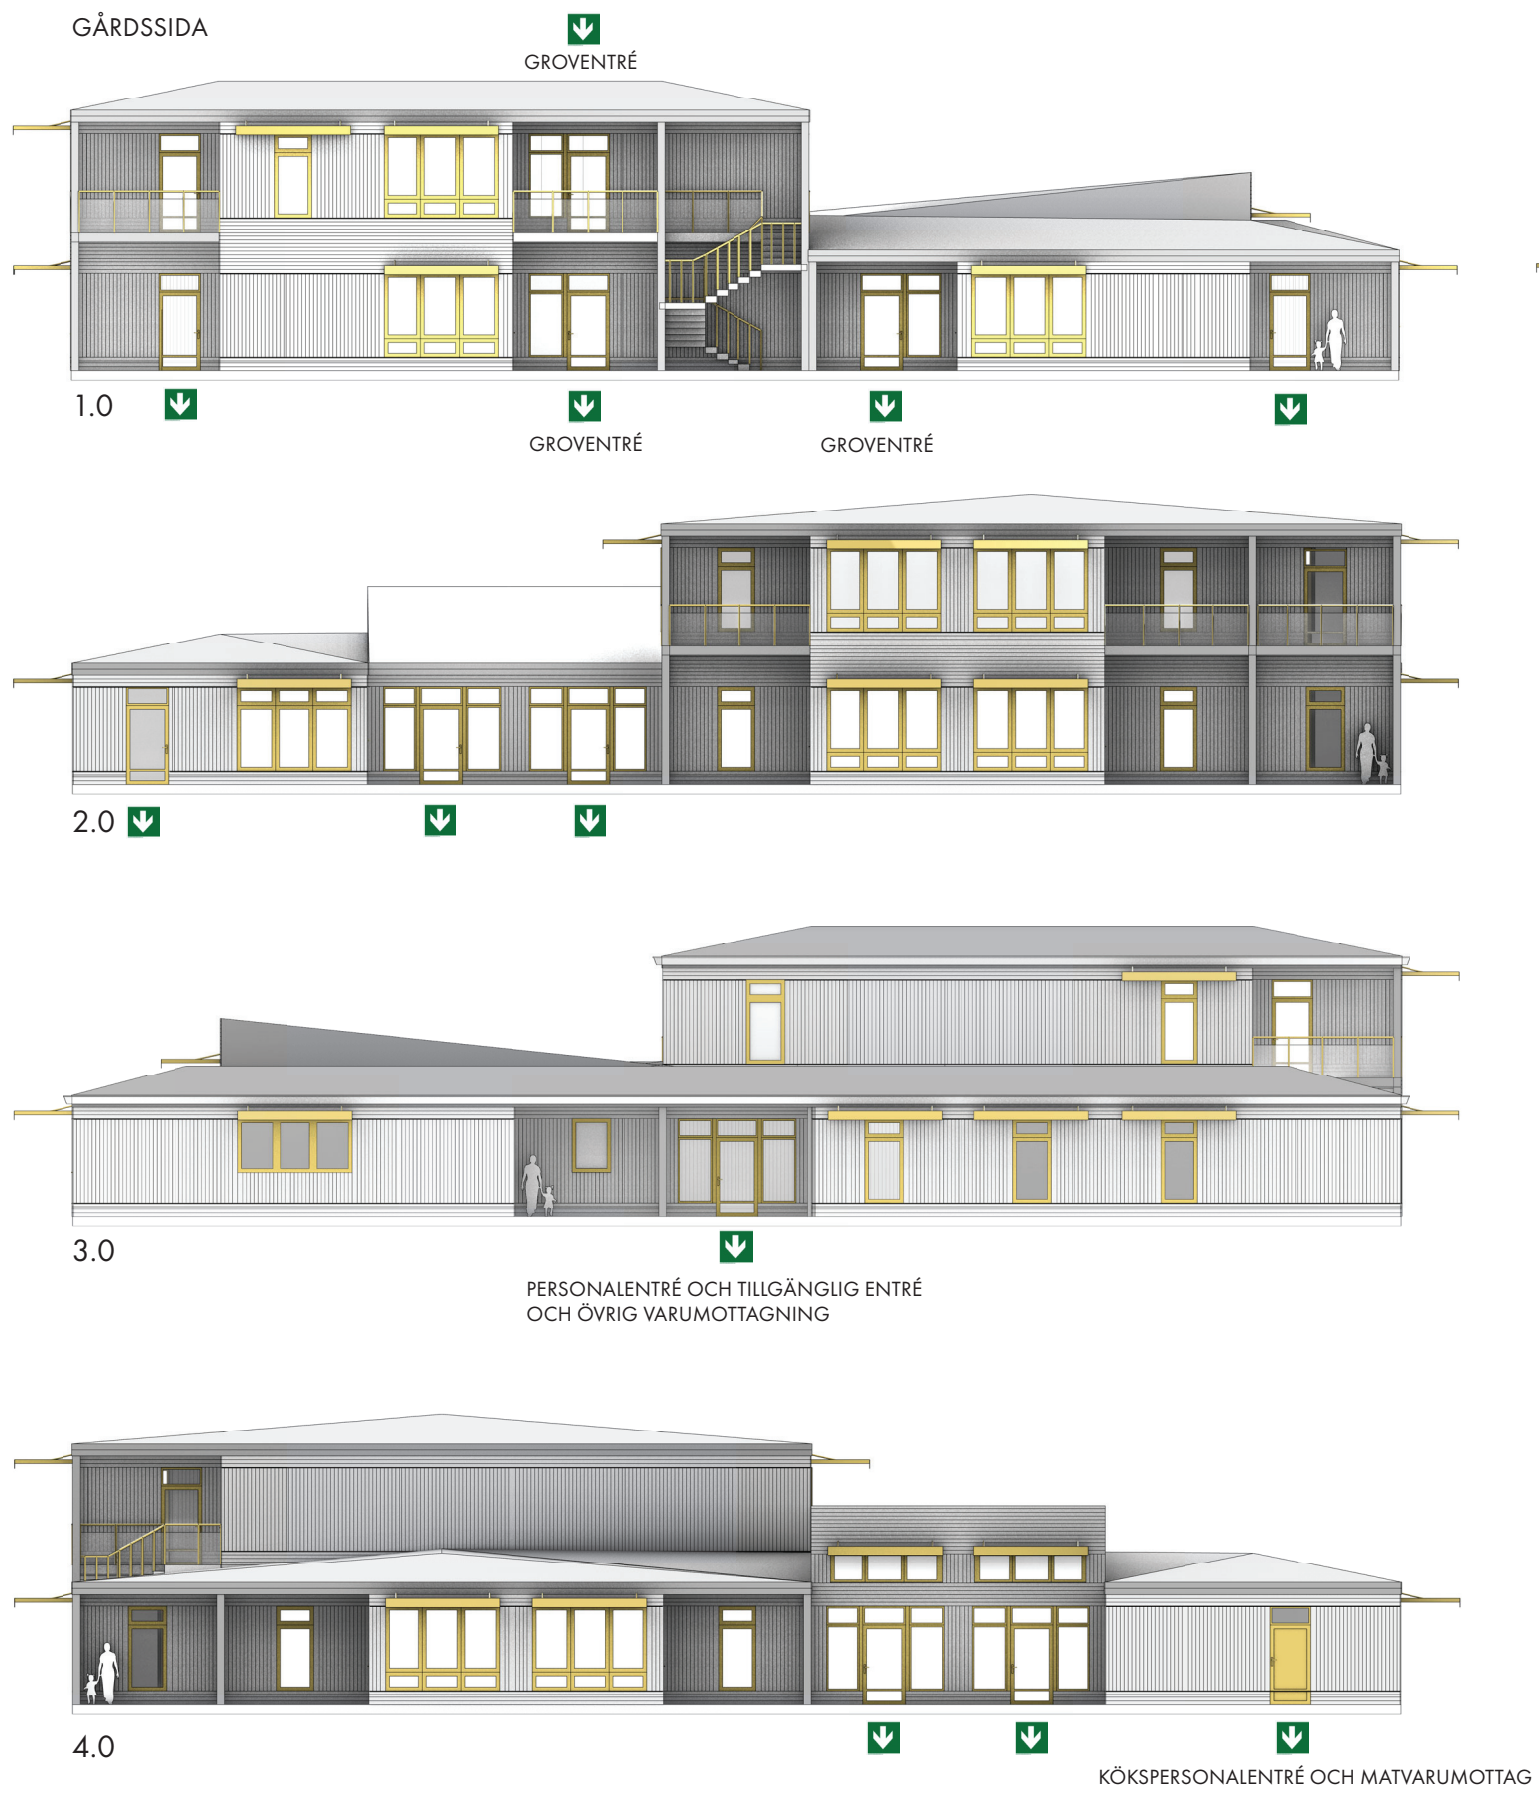 GÅRDSSIDA
GROVENTRÉ
1.0
GROVENTRÉ
GROVENTRÉ
2.0
3.0
PERSONALENTRÉ OCH TILLGÄNGLIG ENTRÉ
OCH ÖVRIG VARUMOTTAGNING
4.0
KÖKSPERSONALENTRÉ OCH MATVARUMOTTAG